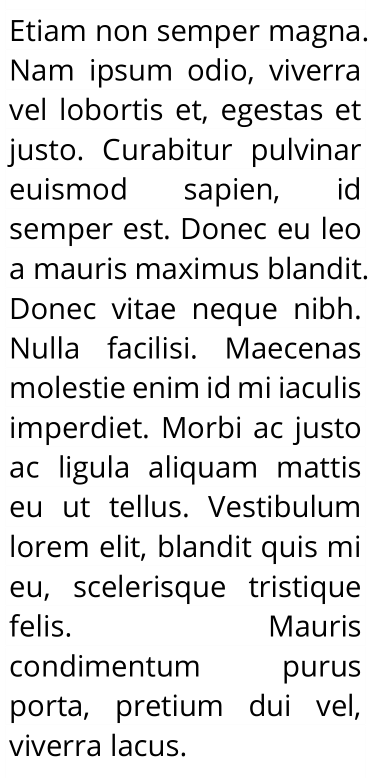 Etiam non semper magna.
Nam ipsum odio, viverra
vel lobortis et, egestas et
justo. Curabitur pulvinar
euismod sapien, id
semper est. Donec eu leo
a mauris maximus blandit.
Donec vitae neque nibh.
Nulla facilisi. Maecenas
molestie enim id mi iaculis
imperdiet. Morbi ac justo
ac ligula aliquam mattis
eu ut tellus. Vestibulum
lorem elit, blandit quis mi
eu, scelerisque tristique
felis. Mauris
condimentum purus
porta, pretium dui vel,
viverra lacus.